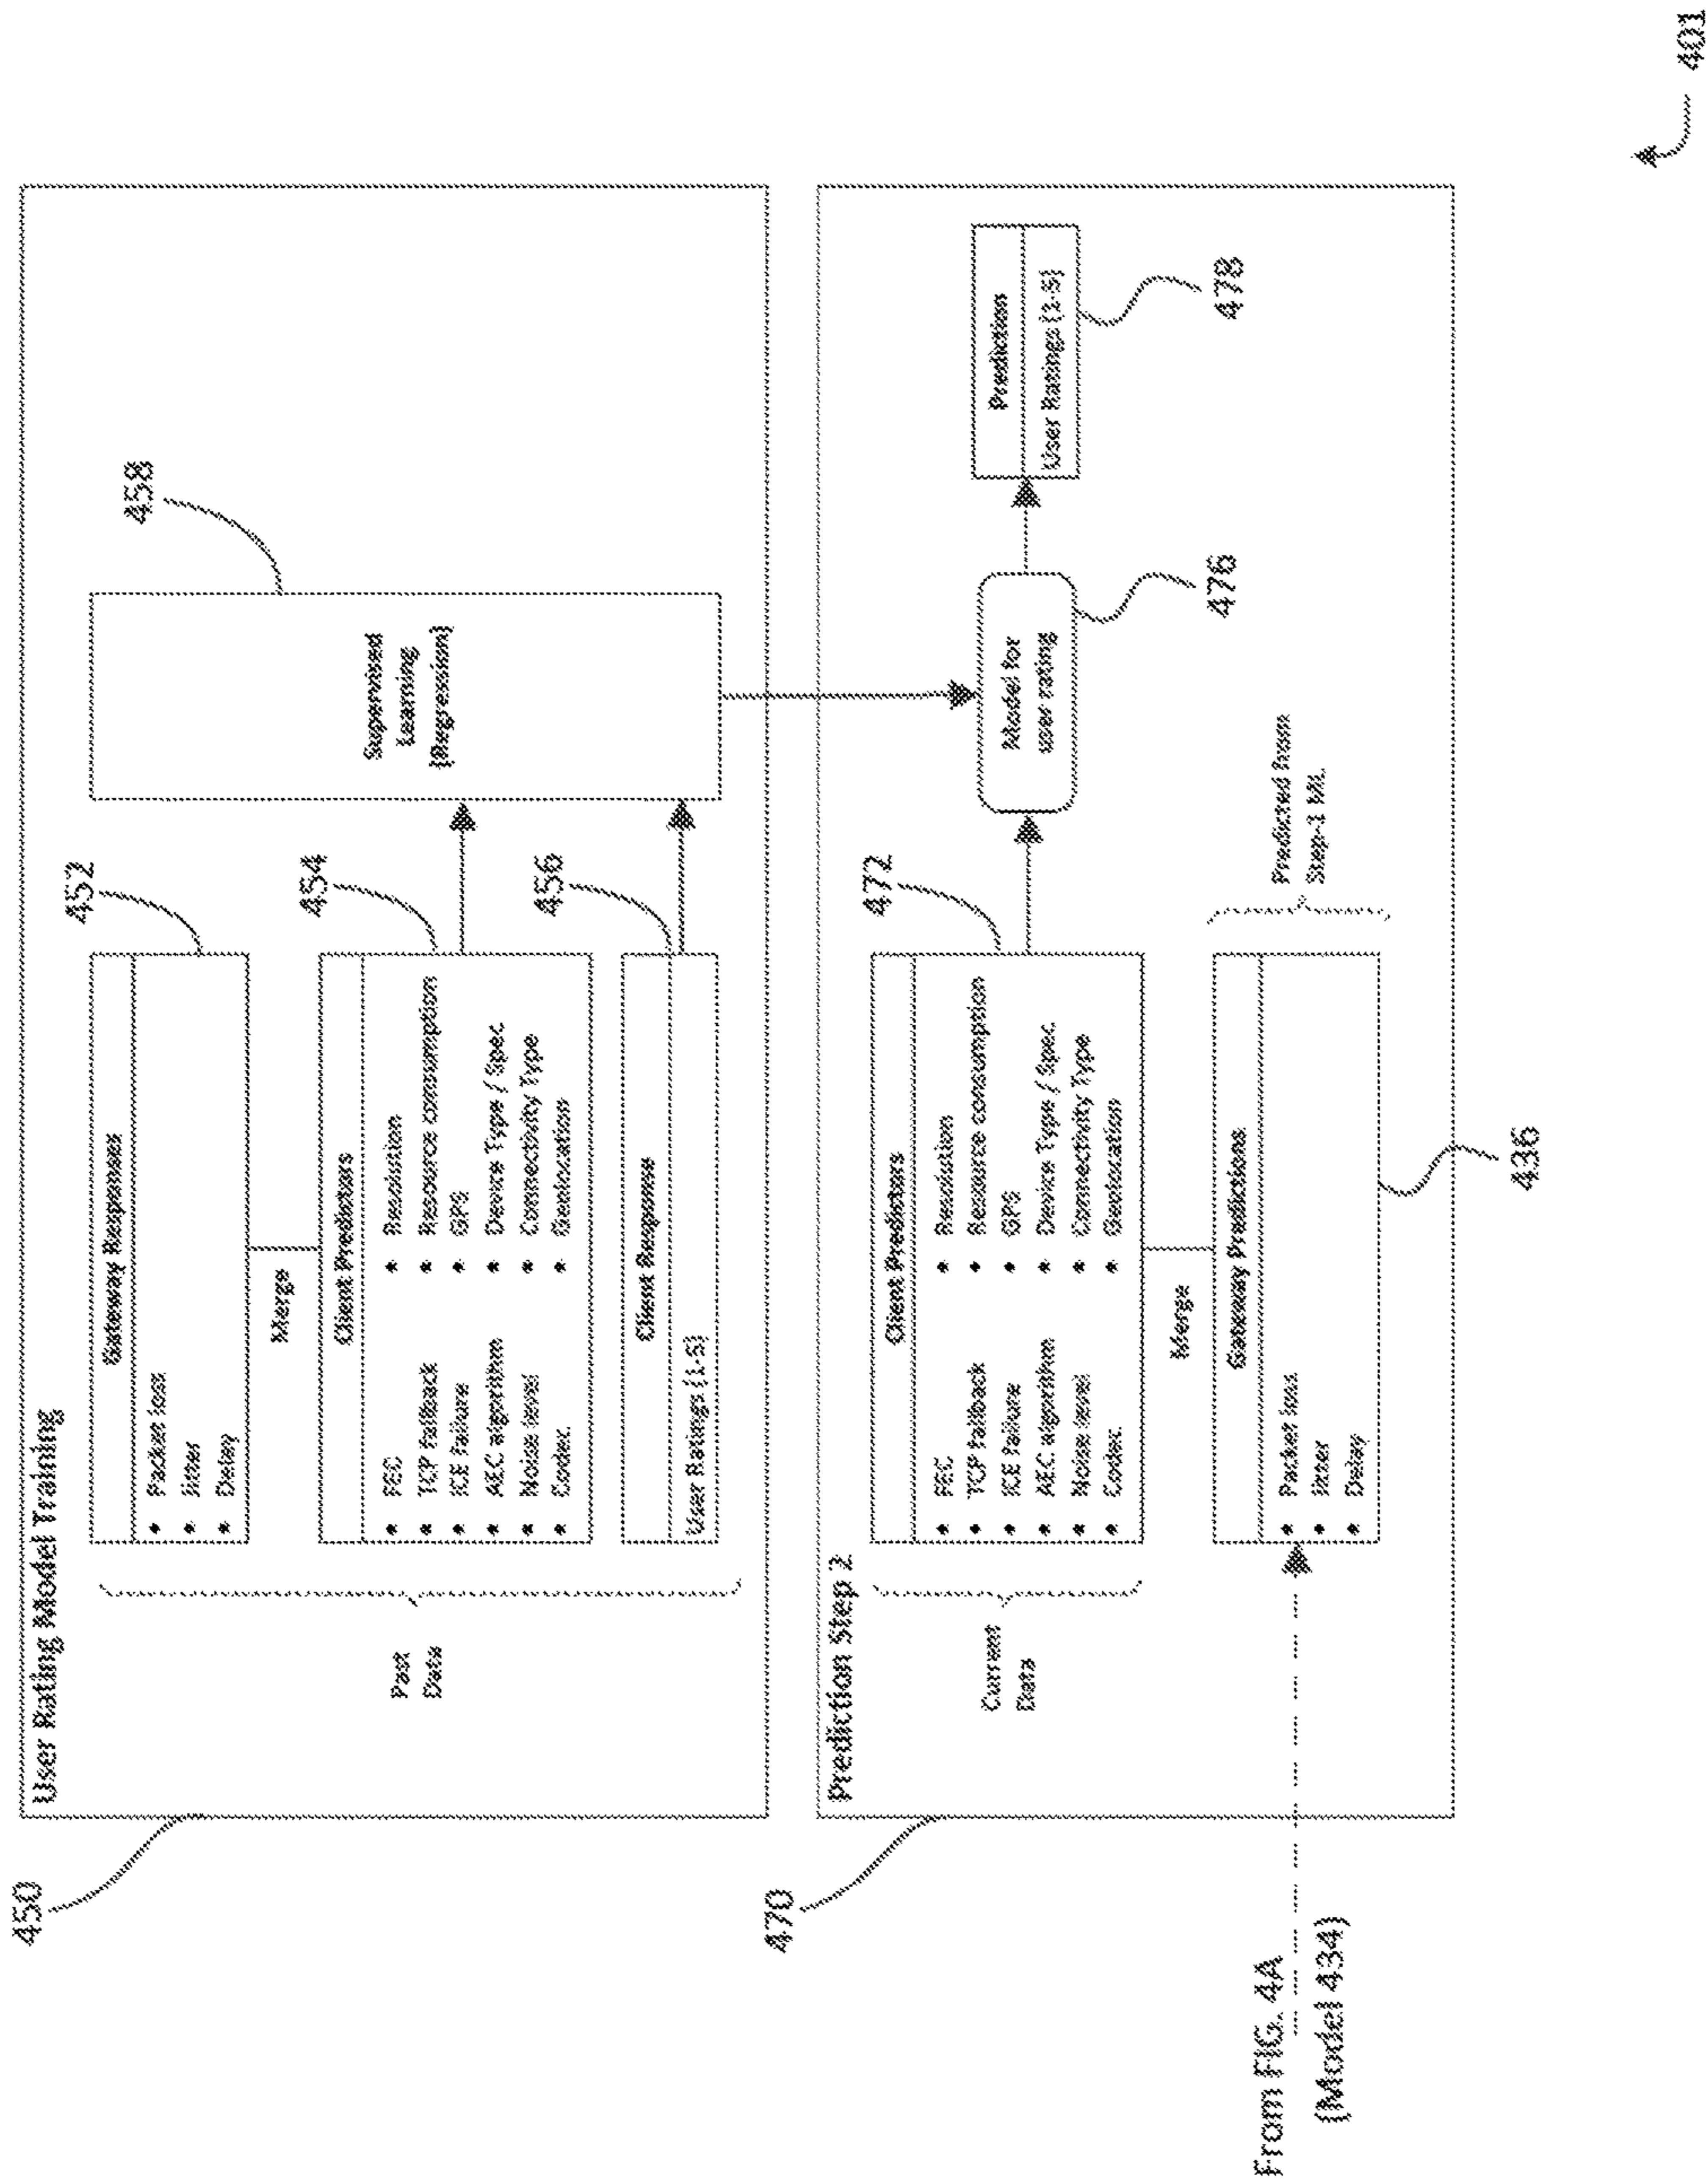 User Rating Model Training
450
Past
Data
Gateway Responses
Packet loss
Jitter
Delay
452
Merge
Client Predictors
FEC
TCP fallback
ICE failure
AEC algorithm
Noise level
Codec
Resolution
Resource consumption
GPS
Device Type / Spec
Connectivity Type
Geolocation
454
Client Response
User Ratings (1-5)
456
Supervised
Learning
(Regression)
458
Prediction Step 2
470
Current
Data
Client Predictors
FEC
TCP fallback
ICE failure
AEC algorithm
Noise level
Codec
Resolution
Resource consumption
GPS
Device Type / Spec
Connectivity Type
Geolocation
472
Merge
Gateway Predictions
Packet loss
Jitter
Delay
436
Predicted from
Step-1 ML
Model for
user rating
476
Prediction
User Ratings (1-5)
478
From FIG. 4A
(Model 434)
401